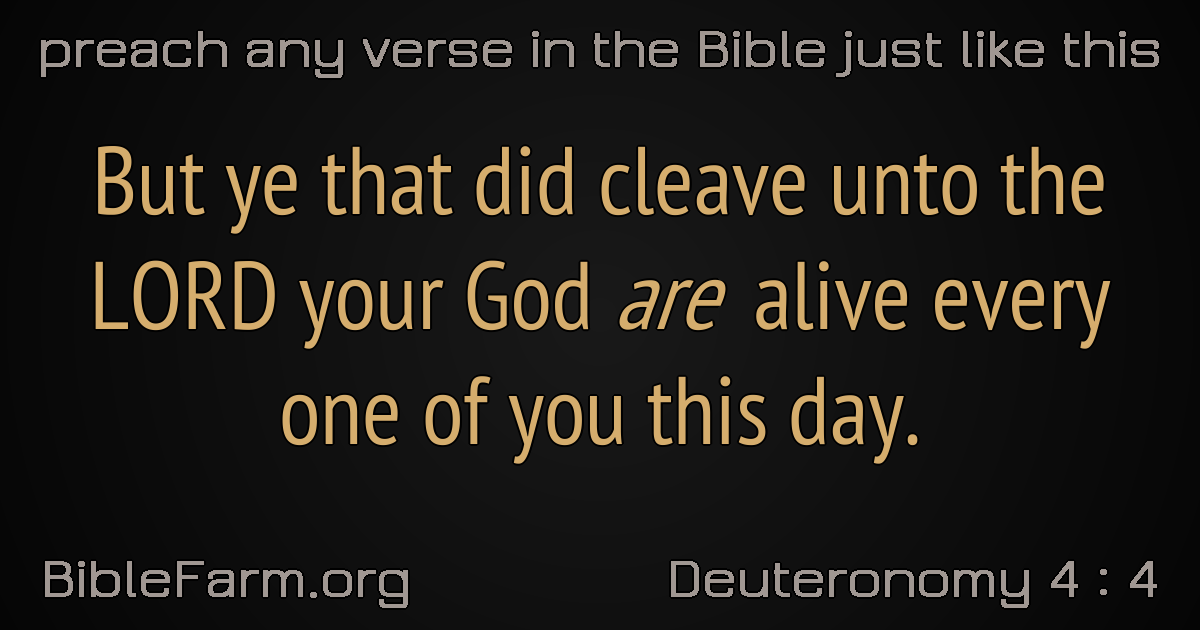 preach any verse in the Bible just like this
But ye that did cleave unto the
LORD your God are alive every
one of you this day.
BibleFarm.org
Deuteronomy 4 : 4